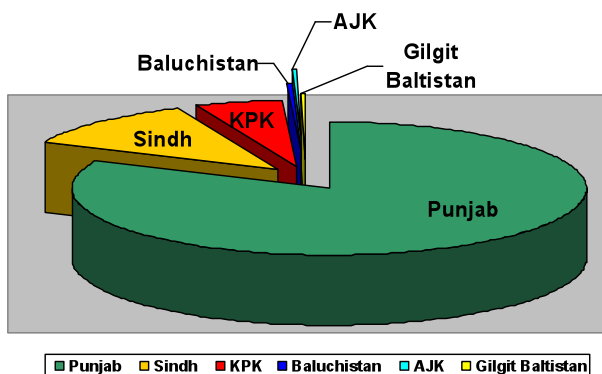 AJK
Baluchistan
Gilgit
Baltistan
KPK
Sindh
Punjab
Punjab Sindh KPK Baluchistan AJK Gilgit Baltistan